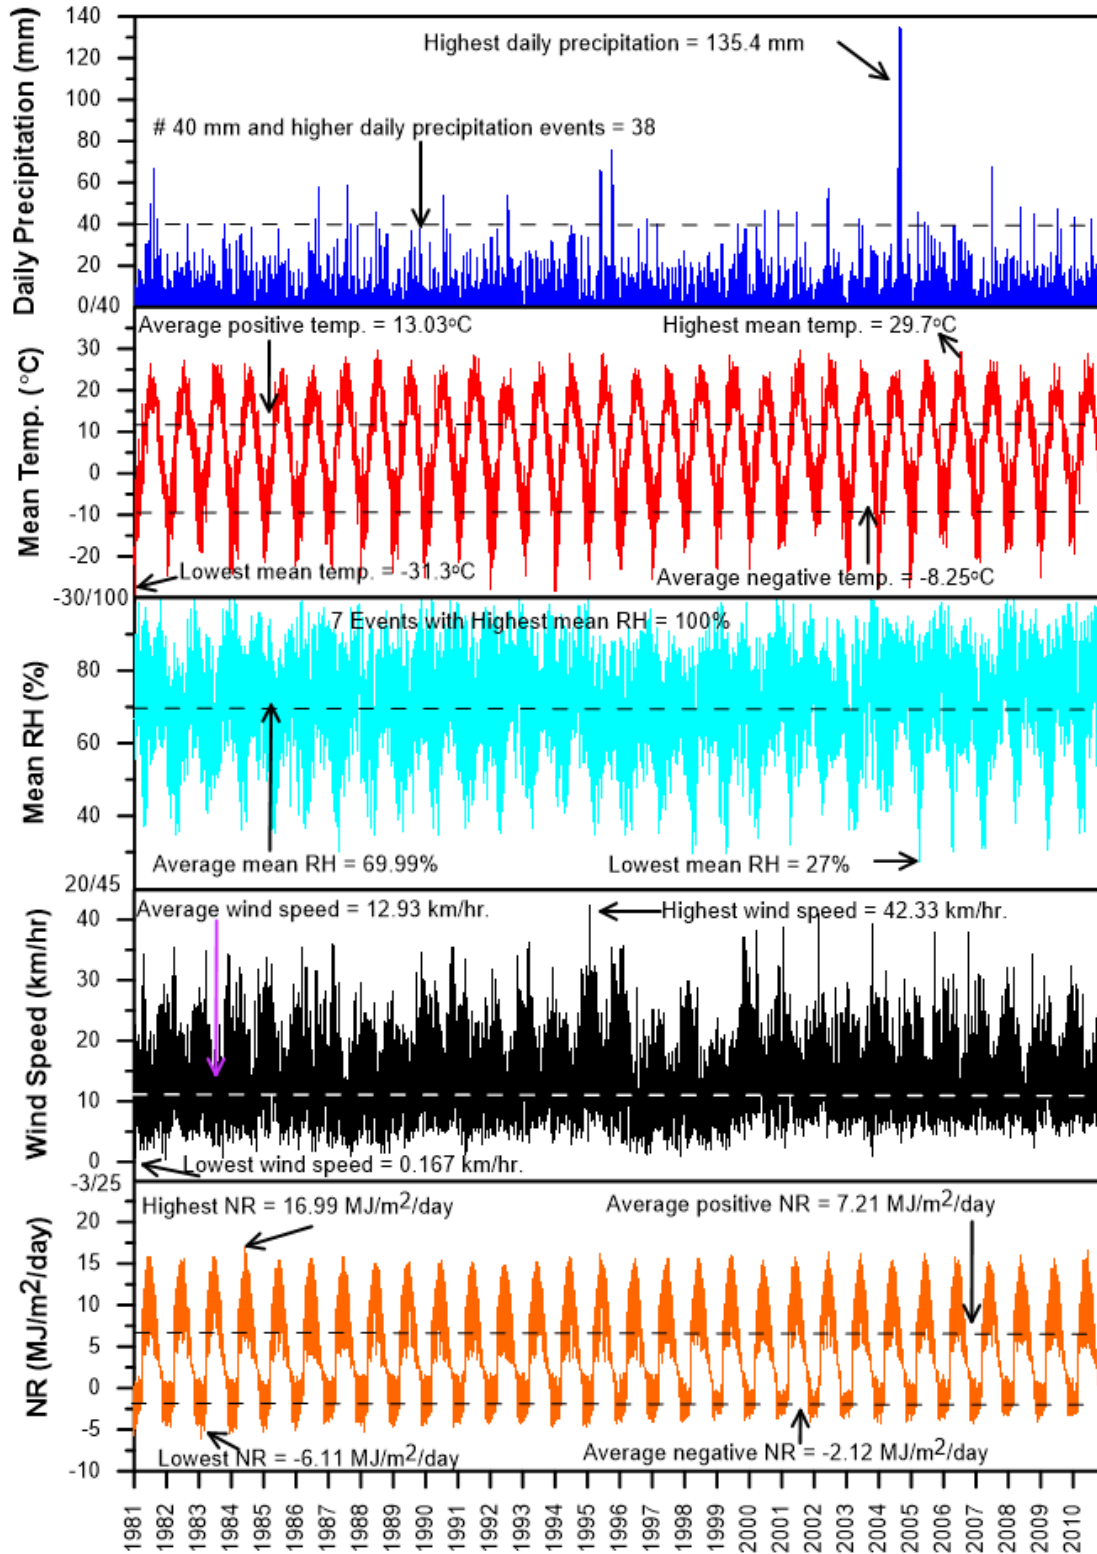 Daily Precipitation (mm)
140
120
100
80
60
40
20
0/40
Highest daily precipitation = 135.4 mm
# 40 mm and higher daily precipitation events = 38
Mean Temp. (°C)
30
20
10
0
-10
-20
-30/100
Average positive temp. = 13.03°C
Highest mean temp. = 29.7°C
Lowest mean temp. = -31.3°C
Average negative temp. = -8.25°C
Mean RH (%)
80
60
40
20/45
7 Events with Highest mean RH = 100%
Average mean RH = 69.99%
Lowest mean RH = 27%
Wind Speed (km/hr)
40
30
20
10
0
-3/25
Average wind speed = 12.93 km/hr.
Highest wind speed = 42.33 km/hr.
Lowest wind speed = 0.167 km/hr.
NR (MJ/m²/day)
20
15
10
5
0
-5
-10
Highest NR = 16.99 MJ/m²/day
Average positive NR = 7.21 MJ/m²/day
Lowest NR = -6.11 MJ/m²/day
Average negative NR = -2.12 MJ/m²/day
1981
1982
1983
1984
1985
1986
1987
1988
1989
1990
1991
1992
1993
1994
1995
1996
1997
1998
1999
2000
2001
2002
2003
2004
2005
2006
2007
2008
2009
2010